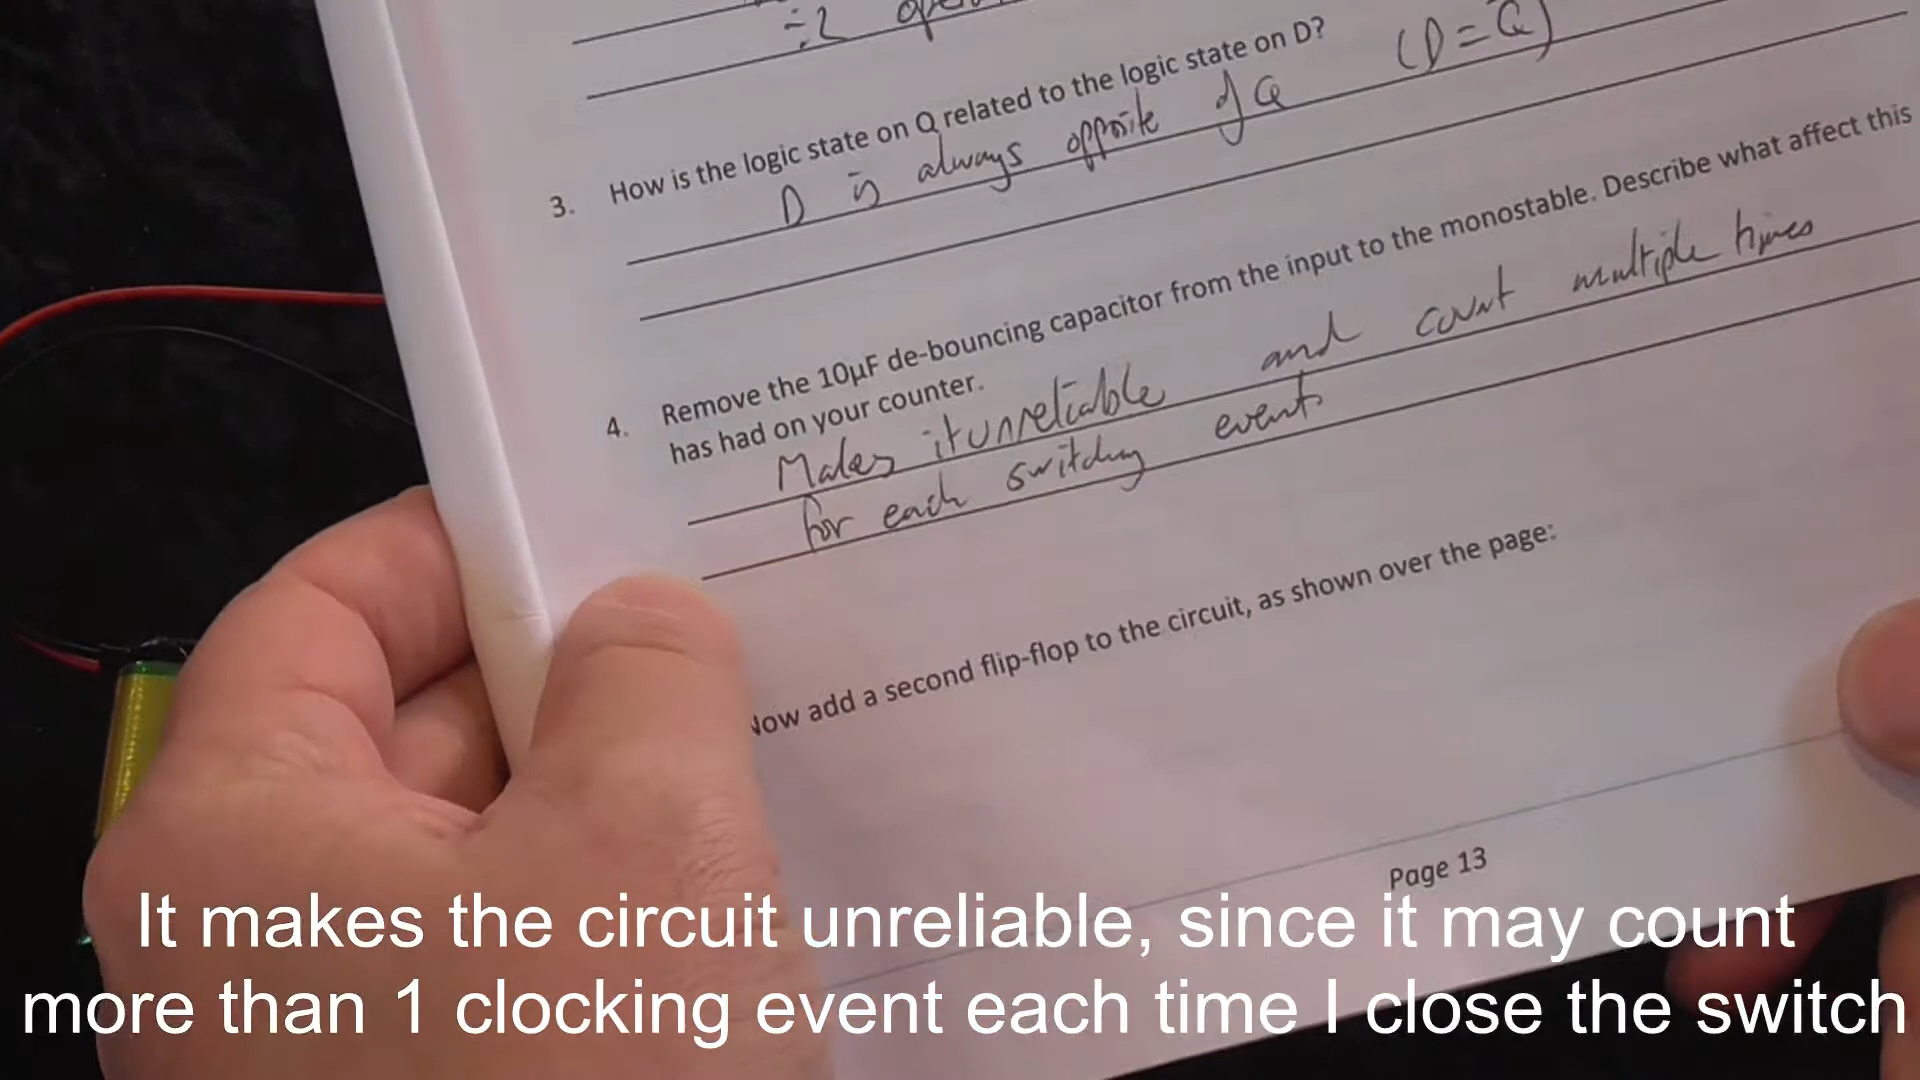 ÷2
3. How is the logic state on Q related to the logic state on D?
D is always opposite of Q (D = Q̅)
4. Remove the 10µF de-bouncing capacitor from the input to the monostable. Describe what affect this
has had on your counter.
Makes it unreliable and count multiple times
for each switching event.
Now add a second flip-flop to the circuit, as shown over the page:
Page 13
It makes the circuit unreliable, since it may count
more than 1 clocking event each time I close the switch